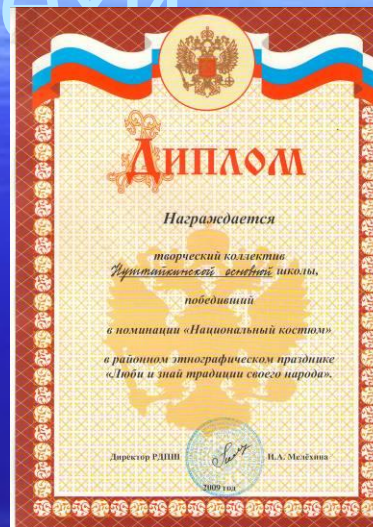 ДИПЛОМ
Награждается
творческий коллектив
основной школы,
победивший
в номинации «Национальный костюм»
в районном этнографическом празднике
«Люби и знай традиции своего народа».
Директор РДПШ И.А. Мелёхина
2009 год